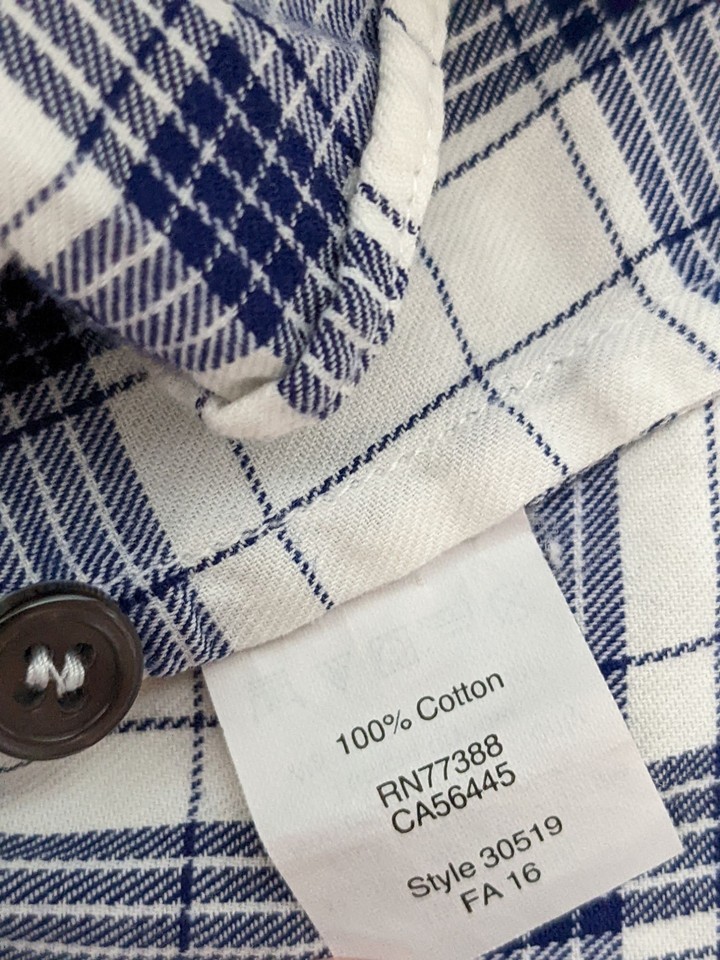 100% Cotton
RN77388
CA56445
Style 30519
FA 16